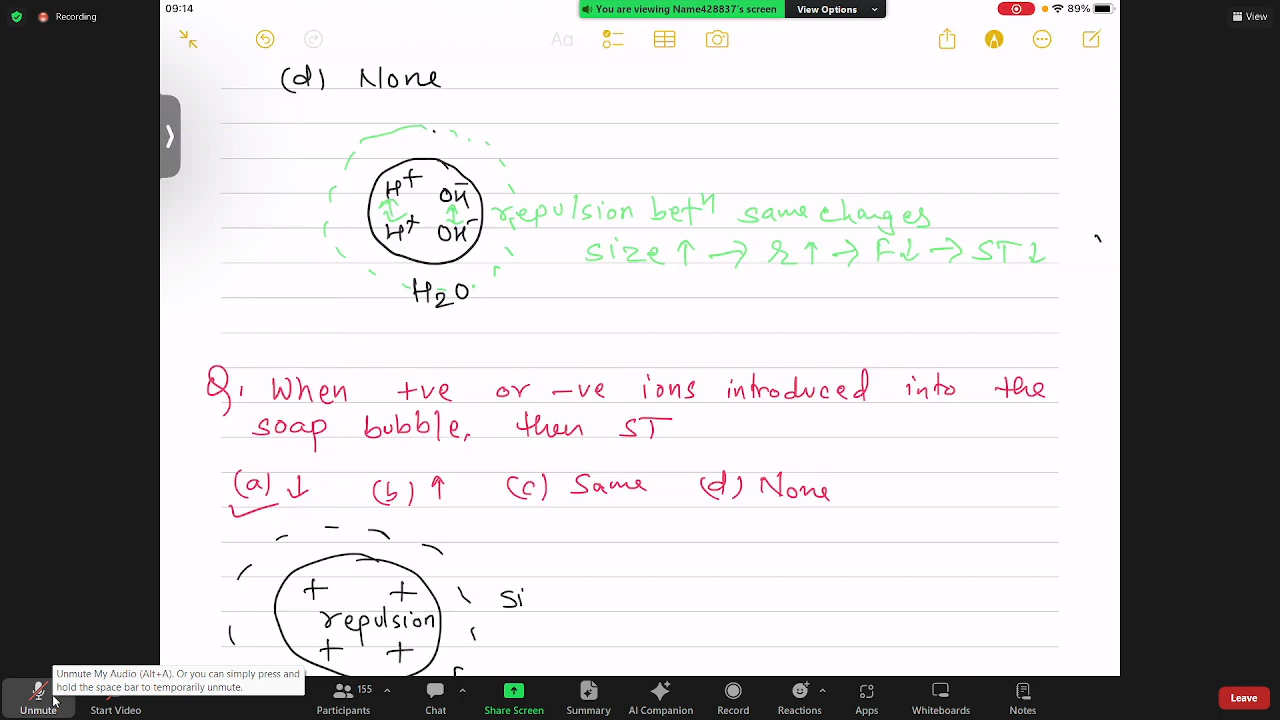 09:14
Recording
You are viewing Name428837's screen
View Options
89%
View
Aa
(d) None
H+ OH-
H+ OH-
H2O
repulsion betⁿ same charges
size ↑ → r ↑ → F↓ → ST ↓
Q. When +ve or -ve ions introduced into the
soap bubble, then ST
(a) ↓ (b) ↑ (c) Same (d) None
+ +
repulsion
+ +
Si
Unmute My Audio (Alt+A). Or you can simply press and
hold the space bar to temporarily unmute.
155
Unmute Start Video Participants Chat Share Screen Summary AI Companion Record Reactions Apps Whiteboards Notes
Leave